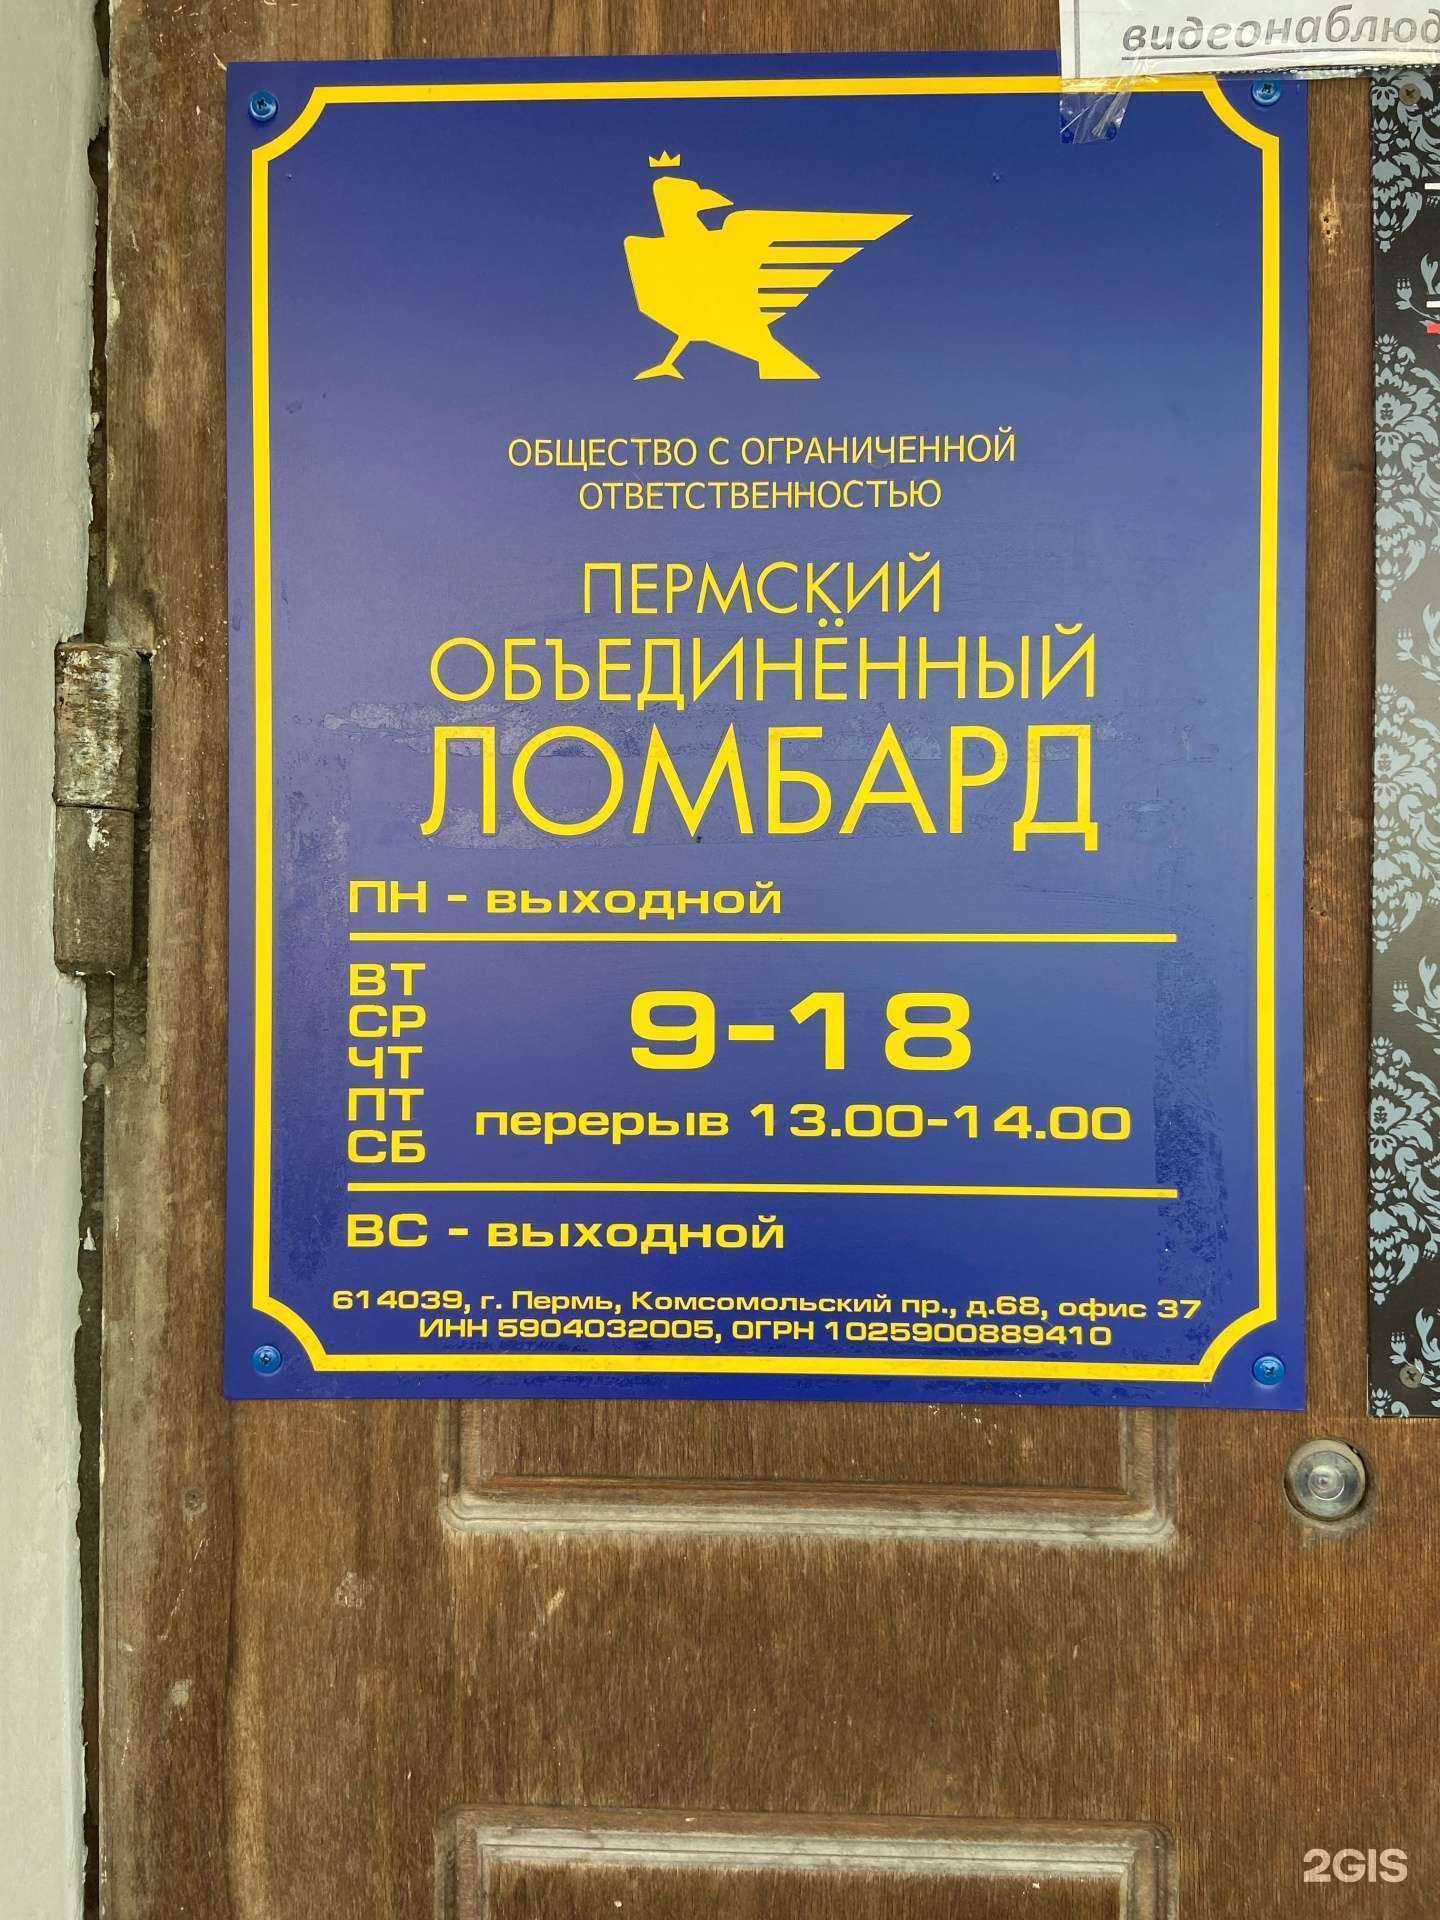 видеонаблюд
ОБЩЕСТВО С ОГРАНИЧЕННОЙ
ОТВЕТСТВЕННОСТЬЮ
ПЕРМСКИЙ
ОБЪЕДИНЁННЫЙ
ЛОМБАРД
ПН - выходной
ВТ
СР
ЧТ
ПТ
СБ
9-18
перерыв 13.00-14.00
ВС - выходной
614039, г. Пермь, Комсомольский пр., д.68, офис 37
ИНН 5904032005, ОГРН 1025900889410
2GIS